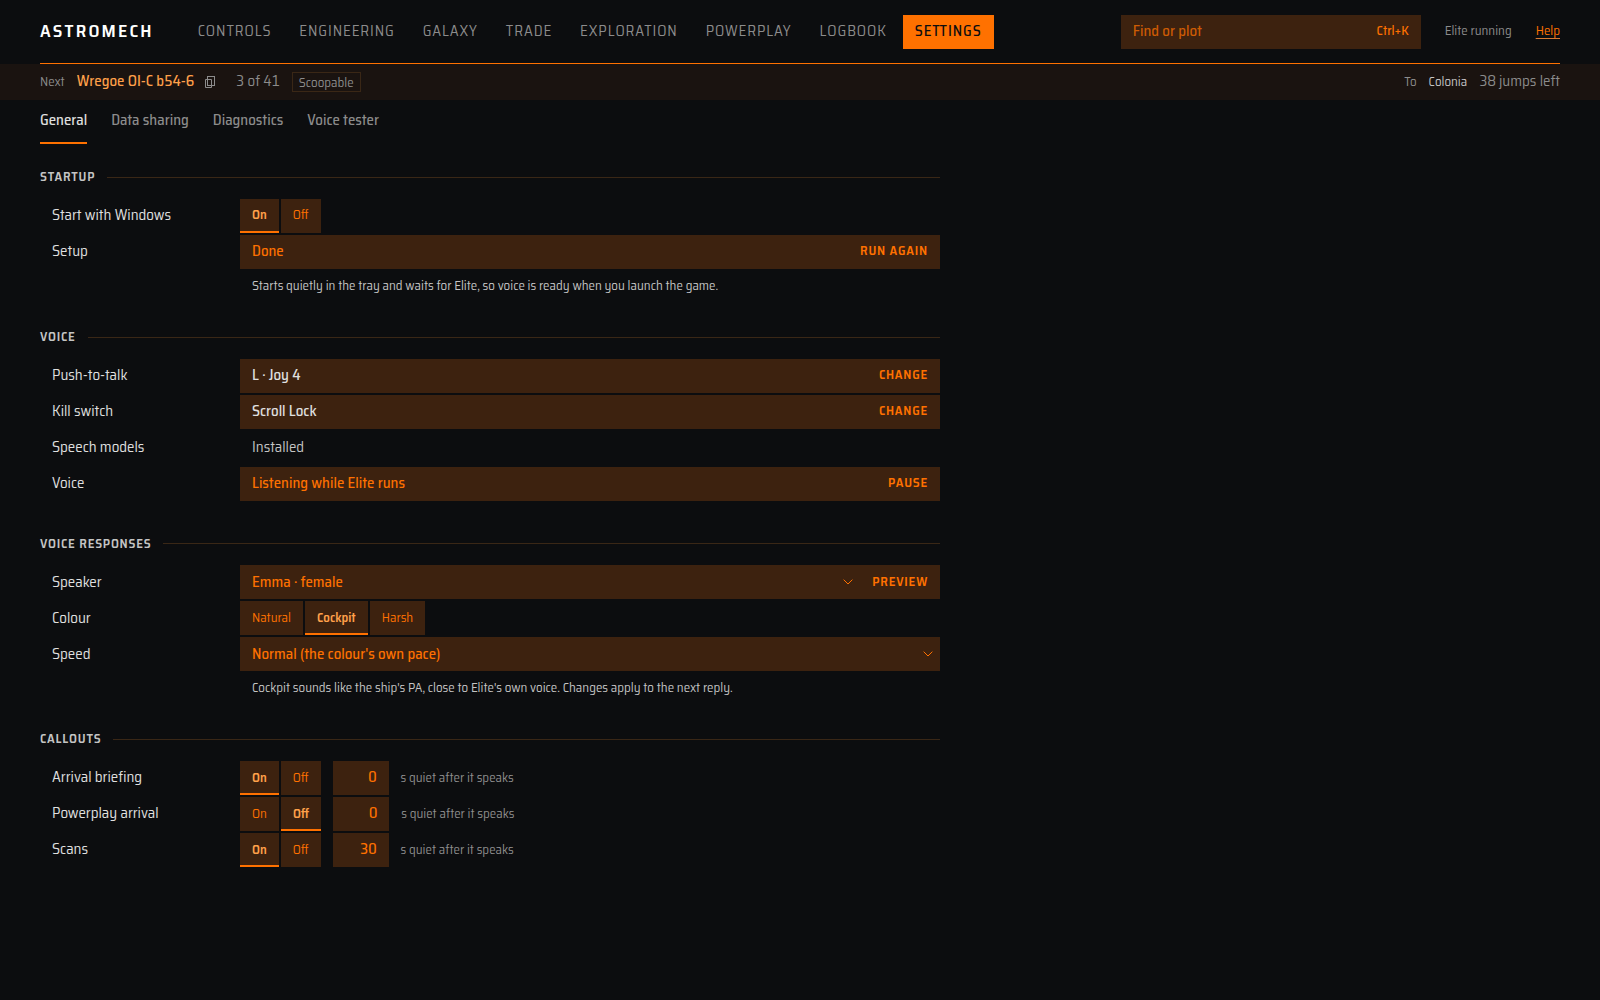 ASTROMECH CONTROLS ENGINEERING GALAXY TRADE EXPLORATION POWERPLAY LOGBOOK SETTINGS Find or plot Ctrl+K Elite running Help
Next Wregoe OI-C b54-6 3 of 41 Scoopable To Colonia 38 jumps left
General Data sharing Diagnostics Voice tester
STARTUP
Start with Windows On Off
Setup Done RUN AGAIN
Starts quietly in the tray and waits for Elite, so voice is ready when you launch the game.
VOICE
Push-to-talk L · Joy 4 CHANGE
Kill switch Scroll Lock CHANGE
Speech models Installed
Voice Listening while Elite runs PAUSE
VOICE RESPONSES
Speaker Emma · female PREVIEW
Colour Natural Cockpit Harsh
Speed Normal (the colour's own pace)
Cockpit sounds like the ship's PA, close to Elite's own voice. Changes apply to the next reply.
CALLOUTS
Arrival briefing On Off 0 s quiet after it speaks
Powerplay arrival On Off 0 s quiet after it speaks
Scans On Off 30 s quiet after it speaks